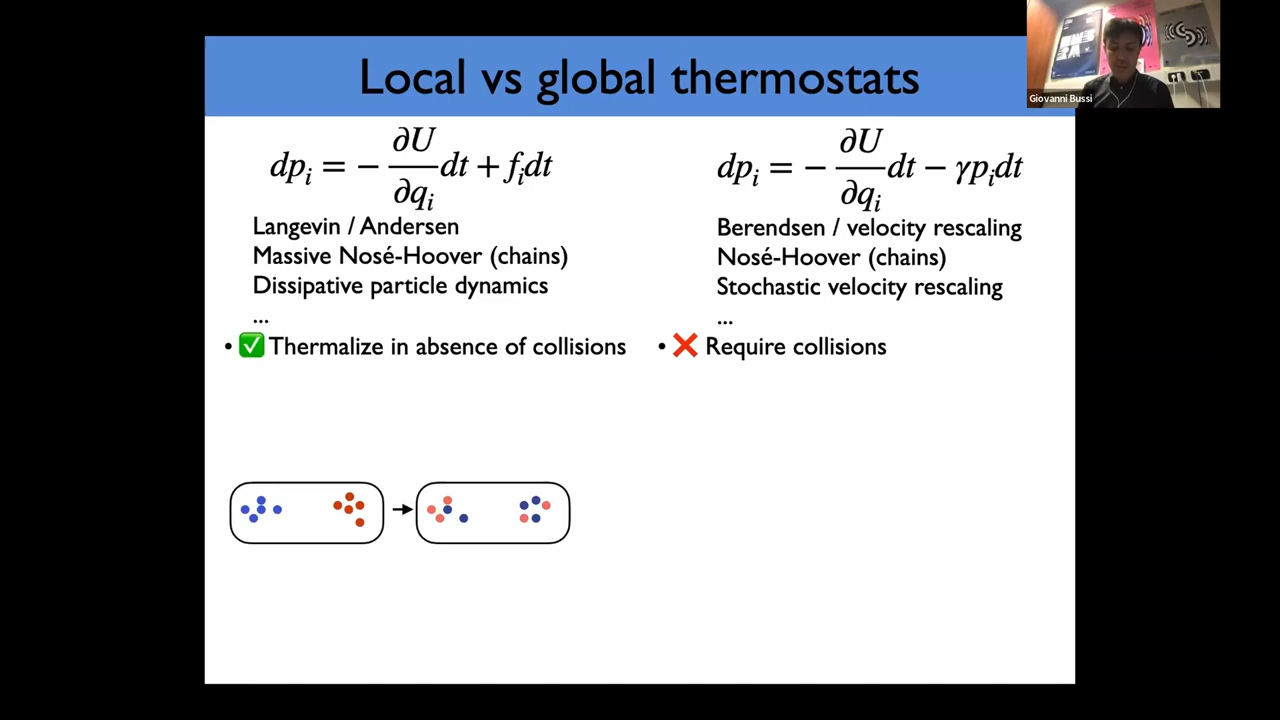 Local vs global thermostats
dp_i = − ∂U/∂q_i dt + f_i dt
Langevin / Andersen
Massive Nosé-Hoover (chains)
Dissipative particle dynamics
...
• ✅ Thermalize in absence of collisions
dp_i = − ∂U/∂q_i dt − γp_i dt
Berendsen / velocity rescaling
Nosé-Hoover (chains)
Stochastic velocity rescaling
...
• ❌ Require collisions
Giovanni Bussi